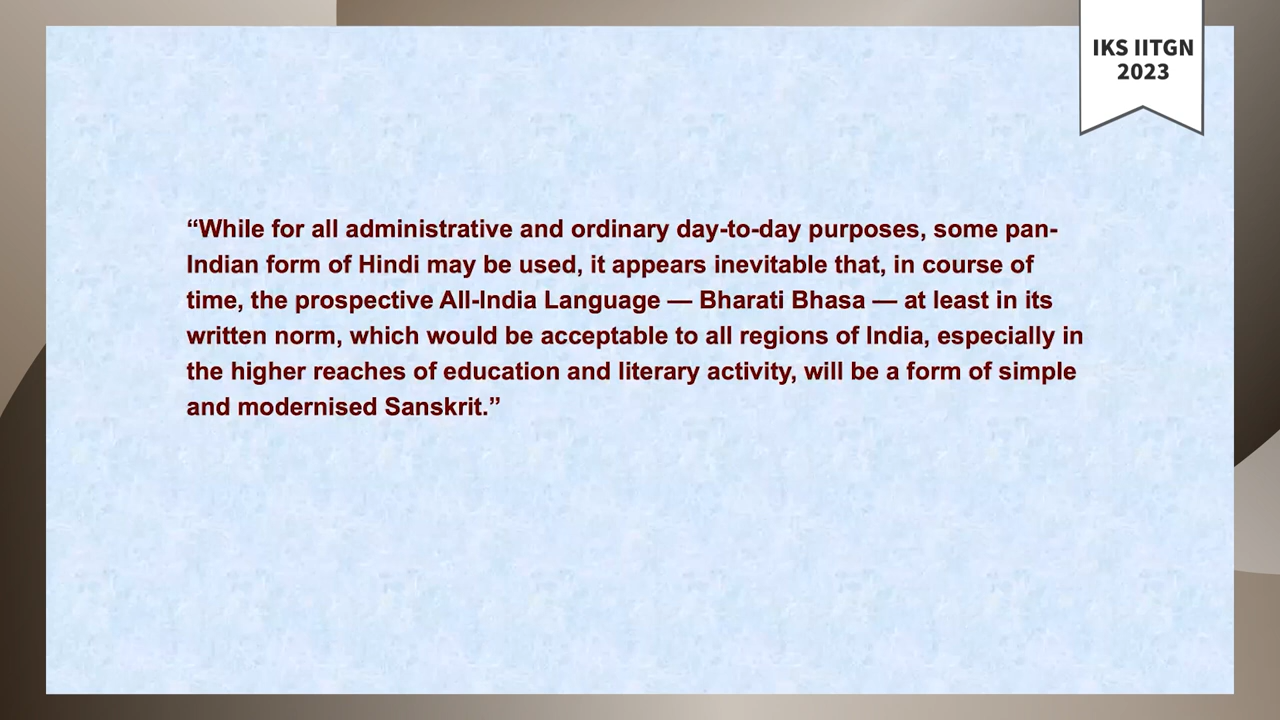 IKS IITGN
2023
“While for all administrative and ordinary day-to-day purposes, some pan-
Indian form of Hindi may be used, it appears inevitable that, in course of
time, the prospective All-India Language — Bharati Bhasa — at least in its
written norm, which would be acceptable to all regions of India, especially in
the higher reaches of education and literary activity, will be a form of simple
and modernised Sanskrit.”